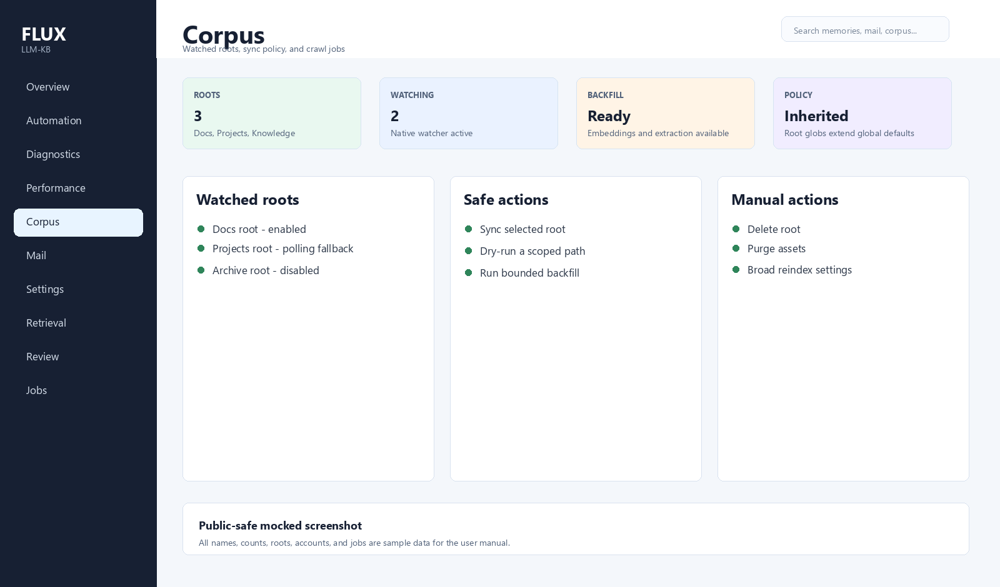 FLUX
LLM-KB
Overview
Automation
Diagnostics
Performance
Corpus
Mail
Settings
Retrieval
Review
Jobs
Corpus
Watched roots, sync policy, and crawl jobs
Search memories, mail, corpus...
ROOTS
3
Docs, Projects, Knowledge
WATCHING
2
Native watcher active
BACKFILL
Ready
Embeddings and extraction available
POLICY
Inherited
Root globs extend global defaults
Watched roots
Docs root - enabled
Projects root - polling fallback
Archive root - disabled
Safe actions
Sync selected root
Dry-run a scoped path
Run bounded backfill
Manual actions
Delete root
Purge assets
Broad reindex settings
Public-safe mocked screenshot
All names, counts, roots, accounts, and jobs are sample data for the user manual.